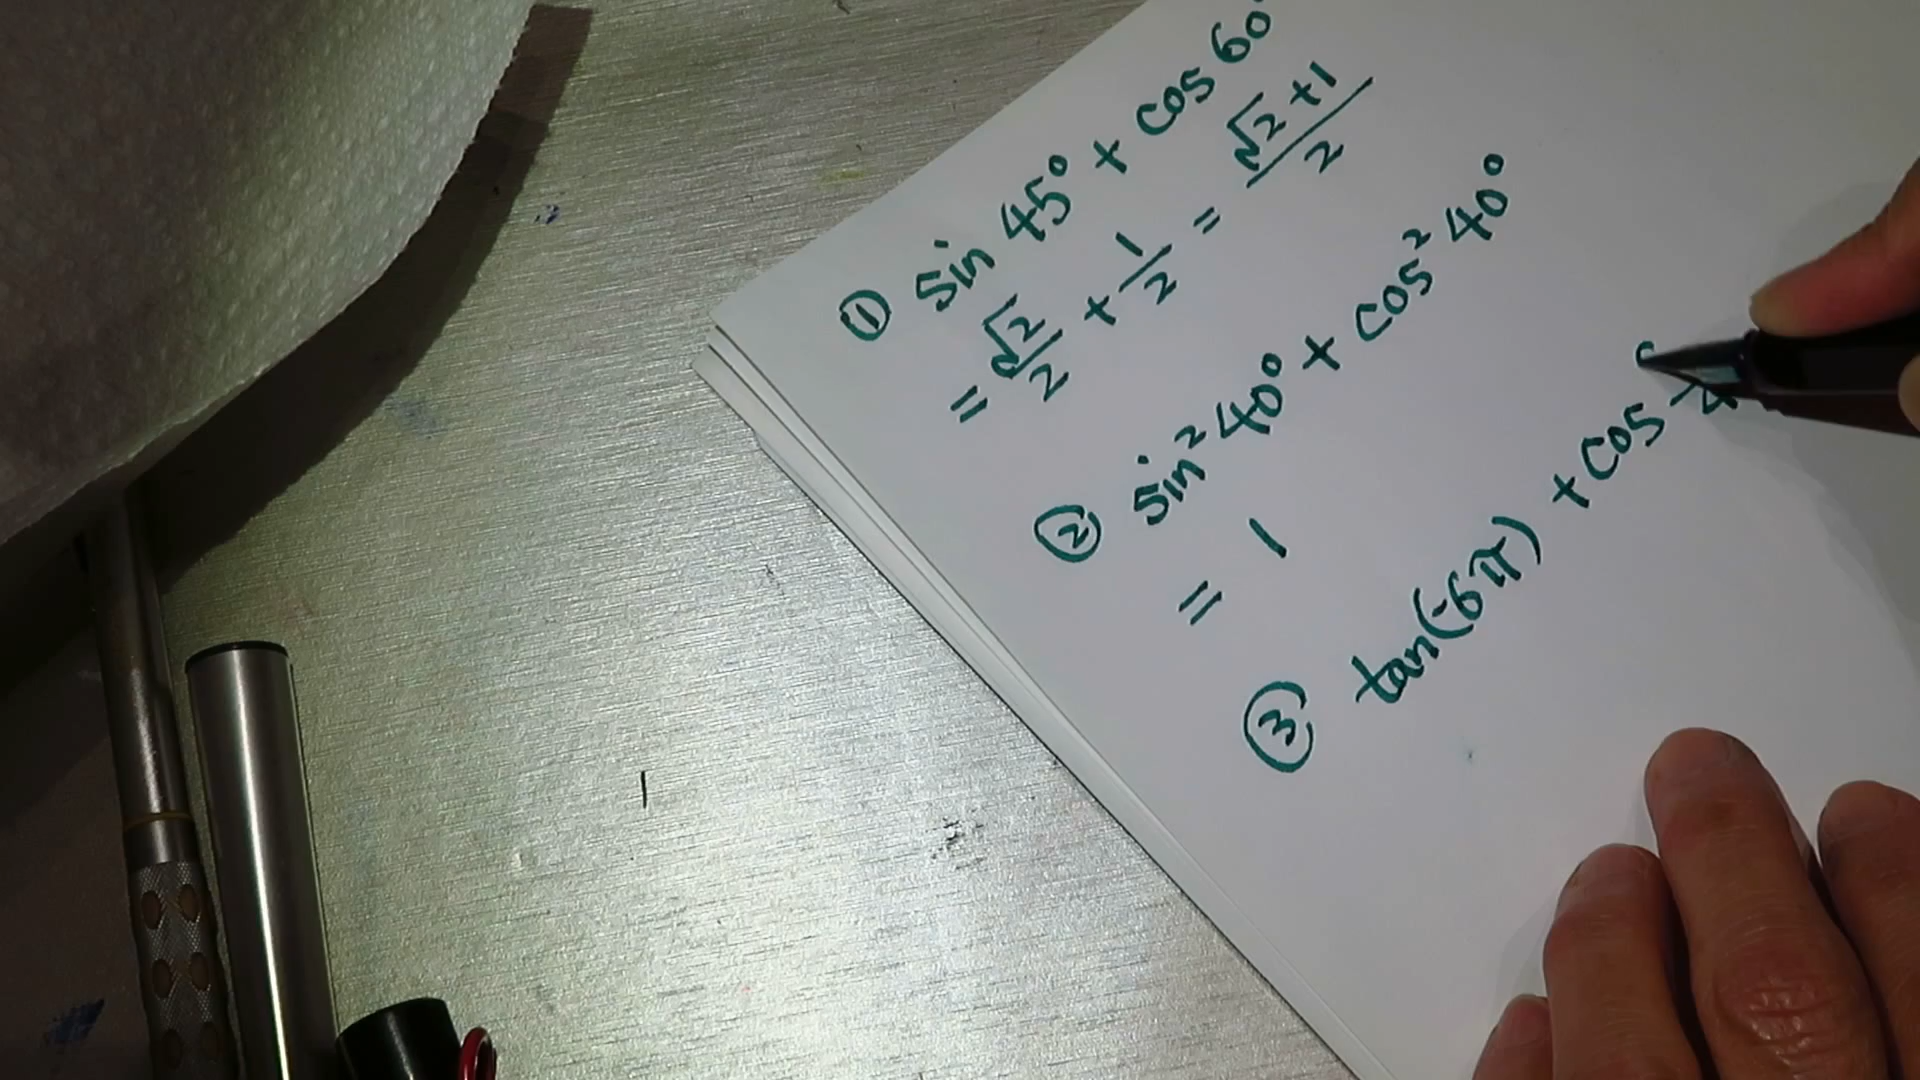 ① sin 45° + cos 60°
= √2/2 + 1/2 = √2+1/2
② sin² 40° + cos² 40°
= 1
③ tan(-6π) + cos